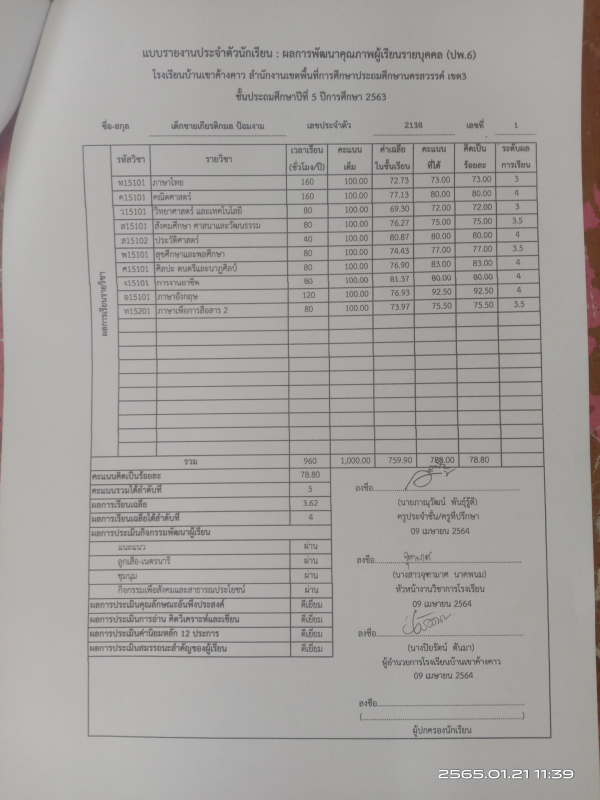 แบบรายงานประจำตัวนักเรียน : ผลการพัฒนาคุณภาพผู้เรียนรายบุคคล (ปพ.6)
โรงเรียนบ้านเขาค้างคาว สำนักงานเขตพื้นที่การศึกษาประถมศึกษานครสวรรค์ เขต3
ชั้นประถมศึกษาปีที่ 5 ปีการศึกษา 2563
ชื่อ-สกุล เด็กชายเกียรติกมล ป้อมงาม เลขประจำตัว 2138 เลขที่ 1
รหัสวิชา รายวิชา เวลาเรียน (ชั่วโมง/ปี) คะแนน เต็ม ค่าเฉลี่ย ในชั้นเรียน คะแนน ที่ได้ คิดเป็น ร้อยละ ระดับผล การเรียน
ผลการเรียนรายวิชา
ท15101 ภาษาไทย 160 100.00 72.73 73.00 73.00 3
ค15101 คณิตศาสตร์ 160 100.00 77.13 80.00 80.00 4
ว15101 วิทยาศาสตร์ และเทคโนโลยี 80 100.00 69.30 72.00 72.00 3
ส15101 สังคมศึกษา ศาสนาและวัฒนธรรม 80 100.00 76.27 75.00 75.00 3.5
ส15102 ประวัติศาสตร์ 40 100.00 80.87 80.00 80.00 4
พ15101 สุขศึกษาและพลศึกษา 80 100.00 74.43 77.00 77.00 3.5
ศ15101 ศิลปะ ดนตรีและนาฏศิลป์ 80 100.00 76.90 83.00 83.00 4
ง15101 การงานอาชีพ 80 100.00 81.37 80.00 80.00 4
อ15101 ภาษาอังกฤษ 120 100.00 76.93 92.50 92.50 4
ท15201 ภาษาเพื่อการสื่อสาร 2 80 100.00 73.97 75.50 75.50 3.5
รวม 960 1,000.00 759.90 788.00 78.80
คะแนนคิดเป็นร้อยละ 78.80
คะแนนรวมได้ลำดับที่ 5
ผลการเรียนเฉลี่ย 3.62
ผลการเรียนเฉลี่ยได้ลำดับที่ 4
ผลการประเมินกิจกรรมพัฒนาผู้เรียน
แนะแนว ผ่าน
ลูกเสือ-เนตรนารี ผ่าน
ชุมนุม ผ่าน
กิจกรรมเพื่อสังคมและสาธารณประโยชน์ ผ่าน
ผลการประเมินคุณลักษณะอันพึงประสงค์ ดีเยี่ยม
ผลการประเมินการอ่าน คิดวิเคราะห์และเขียน ดีเยี่ยม
ผลการประเมินค่านิยมหลัก 12 ประการ ดีเยี่ยม
ผลการประเมินสมรรถนะสำคัญของผู้เรียน ดีเยี่ยม
ลงชื่อ
(นายภาณุวัฒน์ พันธุ์รู้ดี)
ครูประจำชั้น/ครูที่ปรึกษา
09 เมษายน 2564
ลงชื่อ
(นางสาวจุฑามาศ นาคพนม)
หัวหน้างานวิชาการโรงเรียน
09 เมษายน 2564
ลงชื่อ
(นางปิยรัตน์ ตันมา)
ผู้อำนวยการโรงเรียนบ้านเขาค้างคาว
09 เมษายน 2564
ลงชื่อ
(....................)
ผู้ปกครองนักเรียน
2565.01.21 11:39